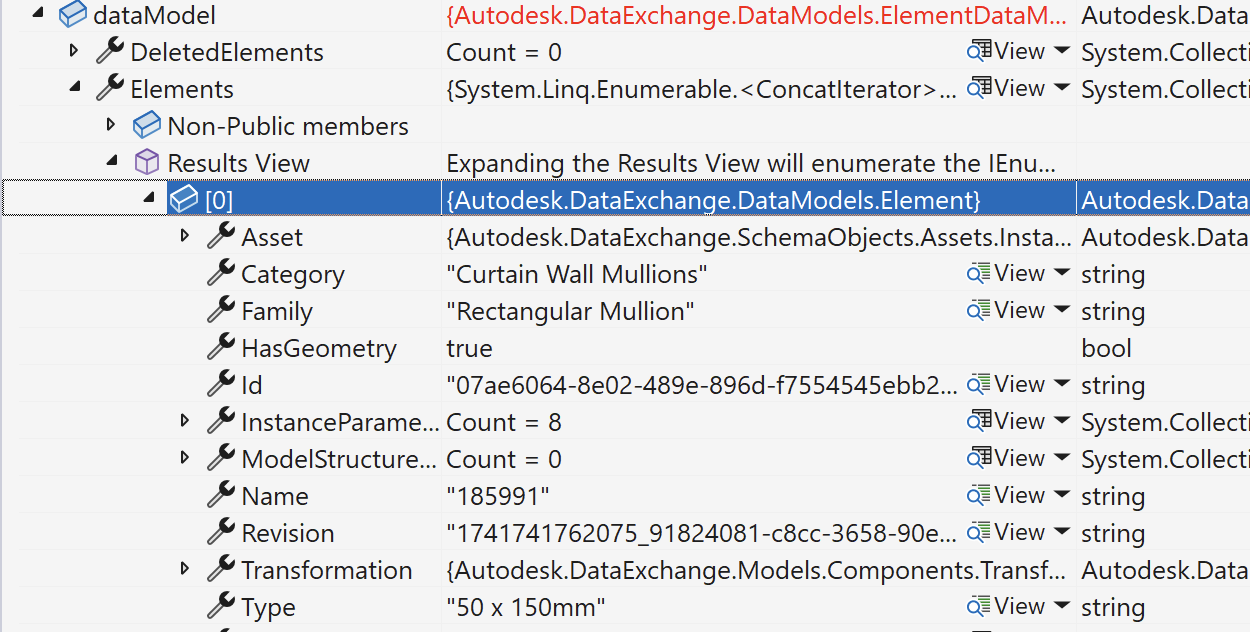 dataModel {Autodesk.DataExchange.DataModels.ElementDataM... Autodesk.Data
DeletedElements Count = 0 View System.Collecti
Elements {System.Linq.Enumerable.<ConcatIterator>... View System.Collecti
Non-Public members
Results View Expanding the Results View will enumerate the IEnu...
[0] {Autodesk.DataExchange.DataModels.Element} Autodesk.Data
Asset {Autodesk.DataExchange.SchemaObjects.Assets.Insta... Autodesk.Data
Category "Curtain Wall Mullions" View string
Family "Rectangular Mullion" View string
HasGeometry true bool
Id "07ae6064-8e02-489e-896d-f7554545ebb2... View string
InstanceParame... Count = 8 View System.Collecti
ModelStructure... Count = 0 View System.Collecti
Name "185991" View string
Revision "1741741762075_91824081-c8cc-3658-90e... View string
Transformation {Autodesk.DataExchange.Models.Components.Transf... Autodesk.Data
Type "50 x 150mm" View string